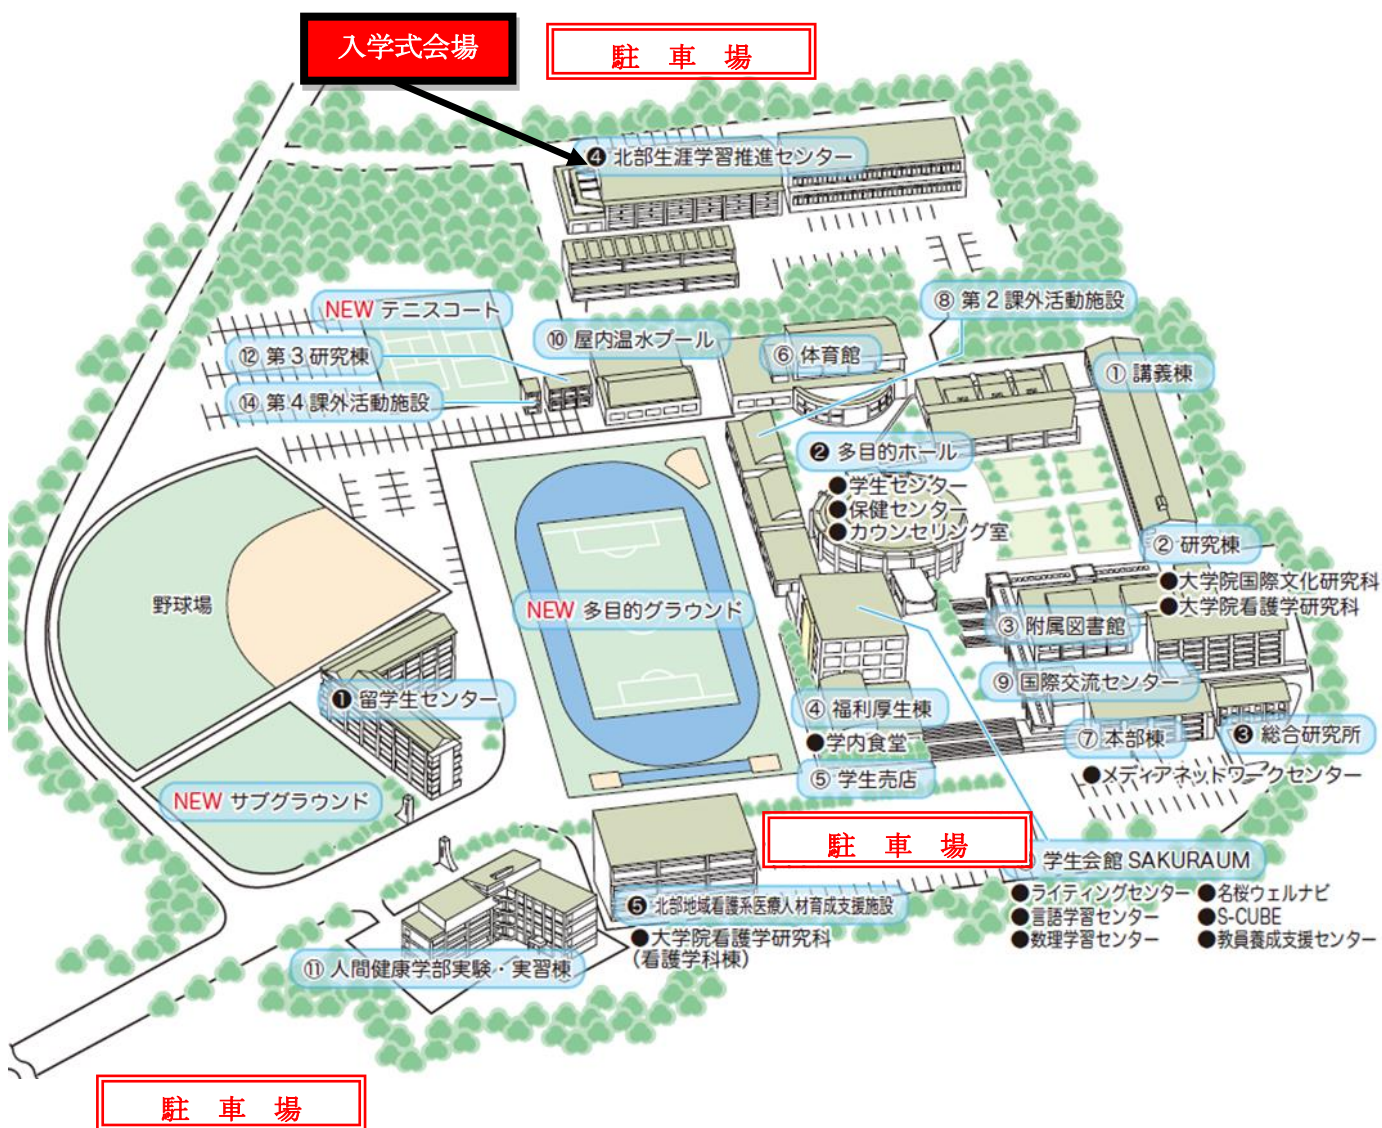 入学式会場
駐 車 場
❹ 北部生涯学習推進センター
⑧ 第2課外活動施設
NEW テニスコート
⑩ 屋内温水プール
⑥ 体育館
⑫ 第3研究棟
① 講義棟
⑭ 第4課外活動施設
❷ 多目的ホール
●学生センター
●保健センター
●カウンセリング室
② 研究棟
●大学院国際文化研究科
●大学院看護学研究科
野球場
NEW 多目的グラウンド
③ 附属図書館
⑨ 国際交流センター
❶ 留学生センター
④ 福利厚生棟
●学内食堂
⑤ 学生売店
⑦ 本部棟
❸ 総合研究所
●メディアネットワークセンター
NEW サブグラウンド
駐 車 場
学生会館 SAKURAUM
●ライティングセンター ●名桜ウェルナビ
●言語学習センター ●S-CUBE
●数理学習センター ●教員養成支援センター
❺ 北部地域看護系医療人材育成支援施設
●大学院看護学研究科
(看護学科棟)
⑪ 人間健康学部実験・実習棟
駐 車 場